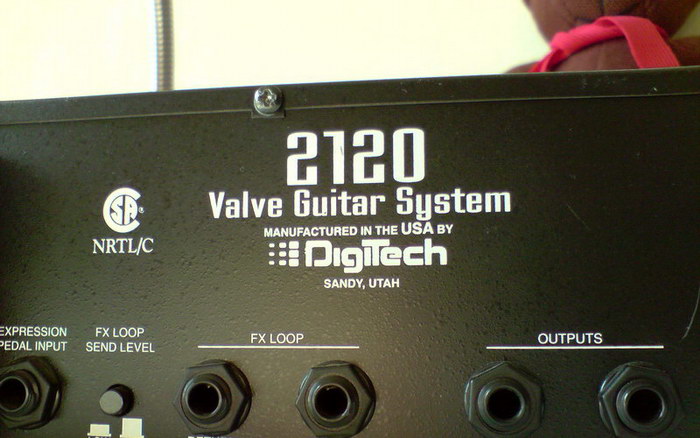 2120
Valve Guitar System
MANUFACTURED IN THE USA BY
DigiTech
SANDY, UTAH
CSA®
NRTL/C
EXPRESSION
PEDAL INPUT
FX LOOP
SEND LEVEL
FX LOOP
OUTPUTS